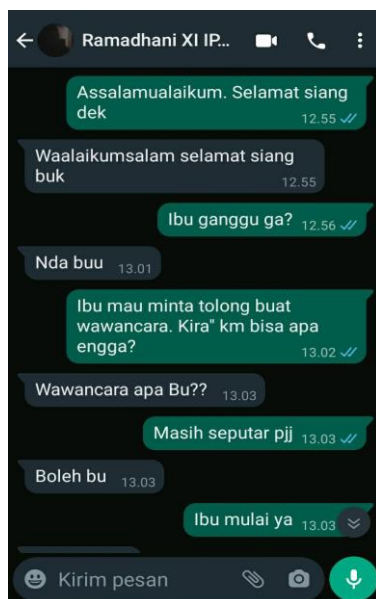 Ramadhani XI IP...
Assalamualaikum. Selamat siang
dek
12.55
Waalaikumsalam selamat siang
buk
12.55
Ibu ganggu ga? 12.56
Nda buu 13.01
Ibu mau minta tolong buat
wawancara. Kira" km bisa apa
engga?
13.02
Wawancara apa Bu?? 13.03
Masih seputar pjj 13.03
Boleh bu 13.03
Ibu mulai ya 13.03
Kirim pesan